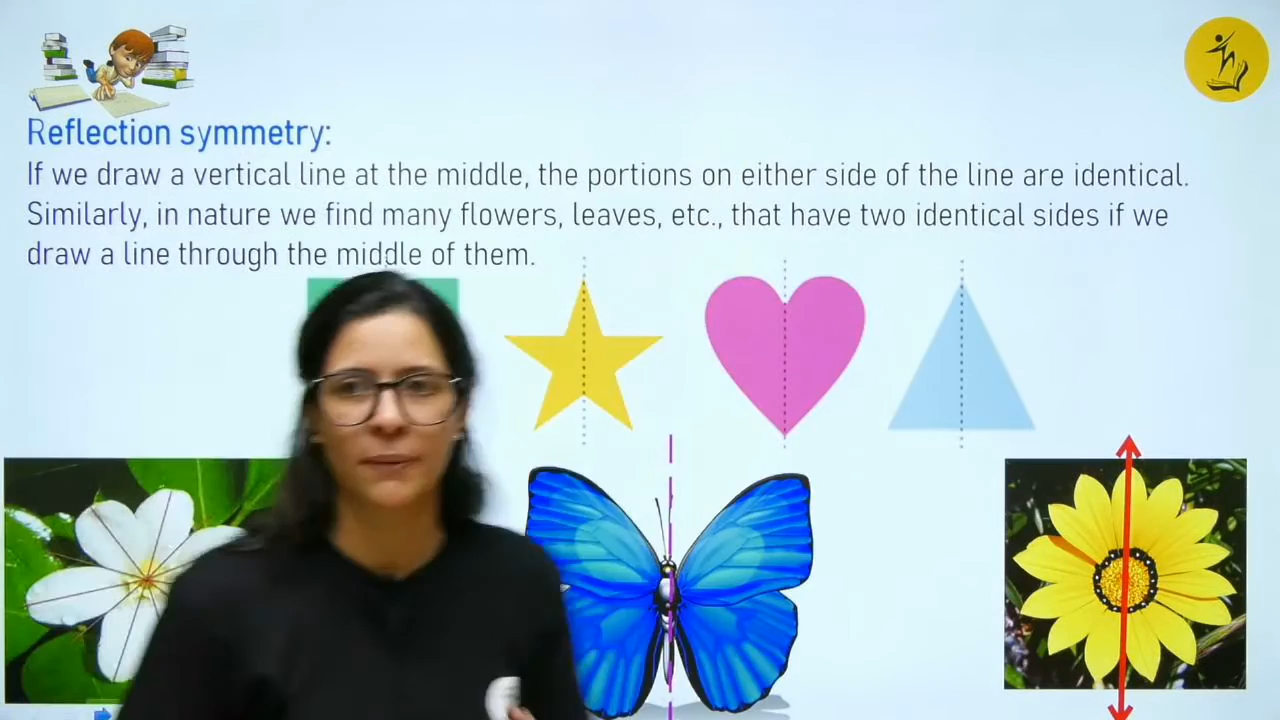 Reflection symmetry:
If we draw a vertical line at the middle, the portions on either side of the line are identical.
Similarly, in nature we find many flowers, leaves, etc., that have two identical sides if we
draw a line through the middle of them.